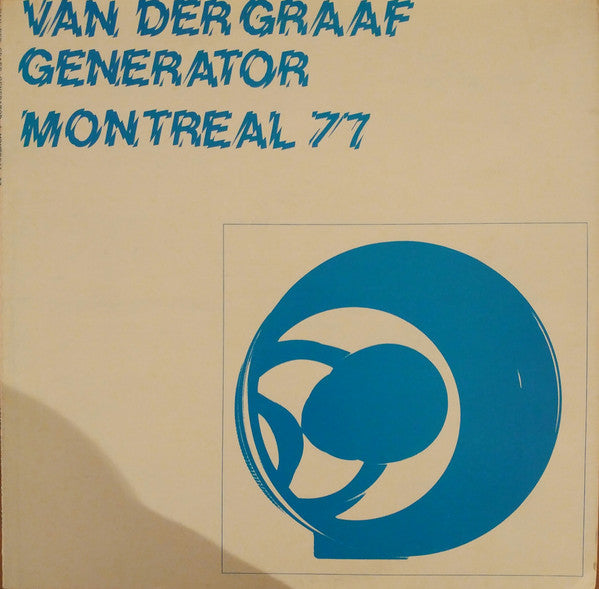 VAN DER GRAAF
GENERATOR
MONTREAL 77